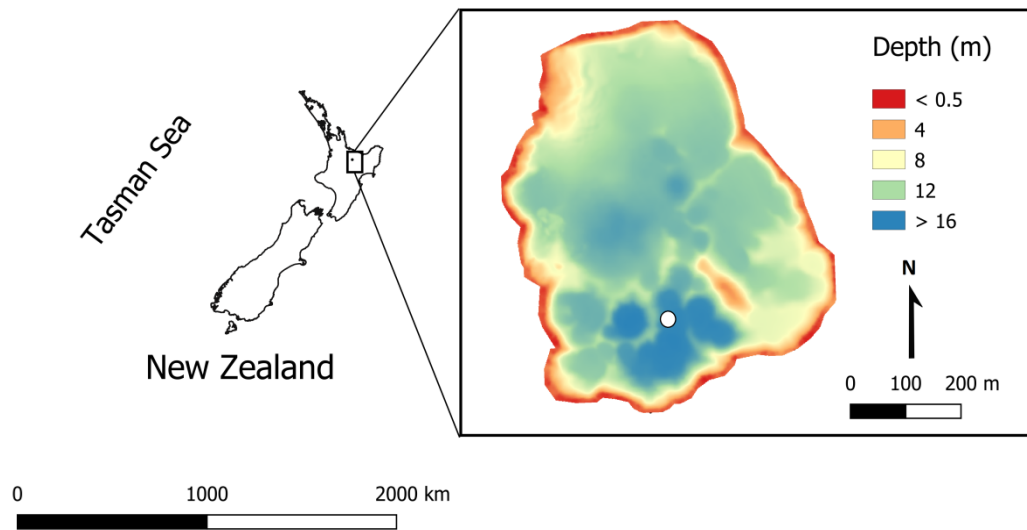 Tasman Sea
New Zealand
0 1000 2000 km
Depth (m)
< 0.5
4
8
12
> 16
N
0 100 200 m